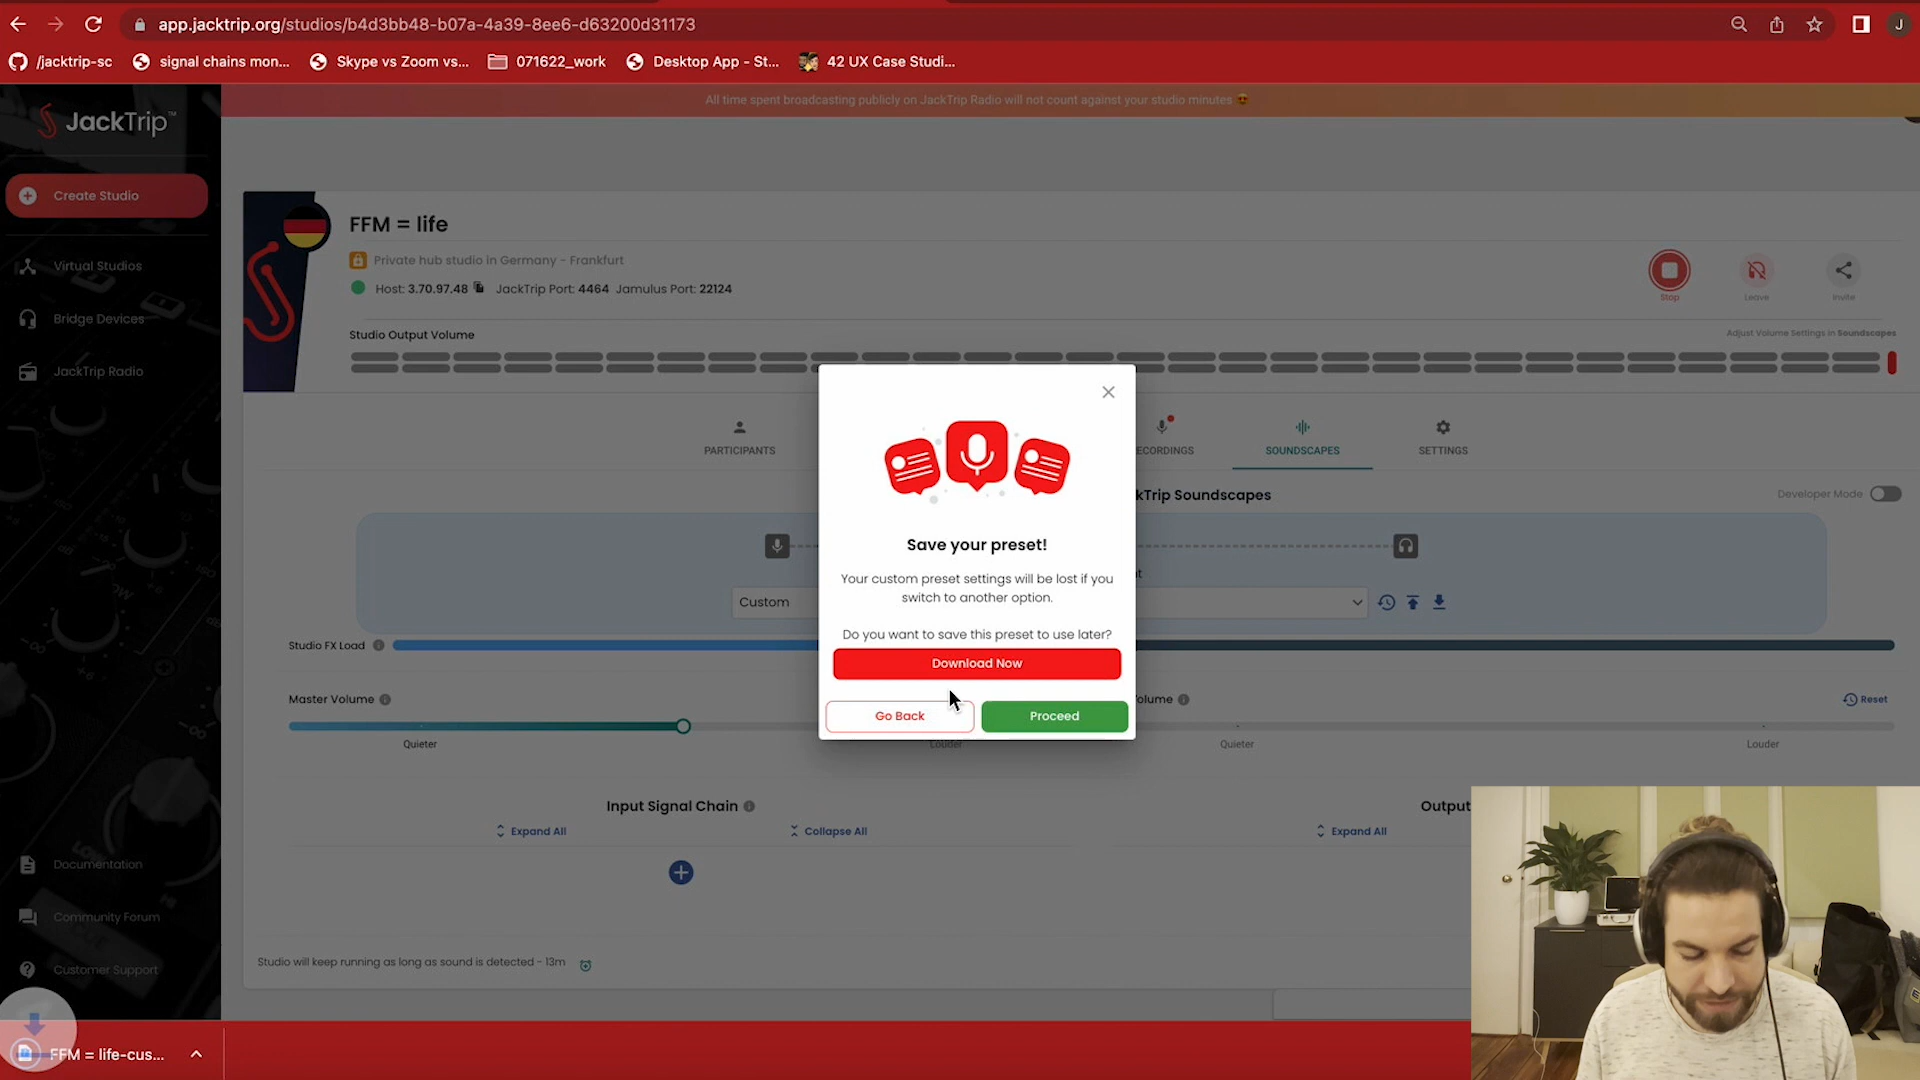 app.jacktrip.org/studios/b4d3bb48-b07a-4a39-8ee6-d63200d31173
J
/jacktrip-sc
signal chains mon...
Skype vs Zoom vs...
071622_work
Desktop App - St...
42 UX Case Studi...
All time spent broadcasting publicly on JackTrip Radio will not count against your studio minutes
JackTrip™
Create Studio
Virtual Studios
Bridge Devices
JackTrip Radio
Documentation
Community Forum
Customer Support
FFM = life
Private hub studio in Germany - Frankfurt
Host: 3.70.97.48 JackTrip Port: 4464 Jamulus Port: 22124
Stop
Leave
Invite
Studio Output Volume
Adjust Volume Settings in Soundscapes
PARTICIPANTS
ECORDINGS
SOUNDSCAPES
SETTINGS
kTrip Soundscapes
Developer Mode
Custom
Studio FX Load
Master Volume
olume
Reset
Quieter
Louder
Quieter
Louder
Save your preset!
Your custom preset settings will be lost if you
switch to another option.
Do you want to save this preset to use later?
Download Now
Go Back
Proceed
Input Signal Chain
Expand All
Collapse All
Output
Expand All
Studio will keep running as long as sound is detected - 13m
FFM = life-cus...